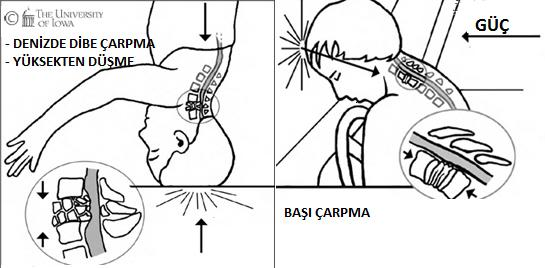 © THE UNIVERSITY
OF IOWA
- DENİZDE DİBE ÇARPMA
- YÜKSEKTEN DÜŞME
GÜÇ
BAŞI ÇARPMA